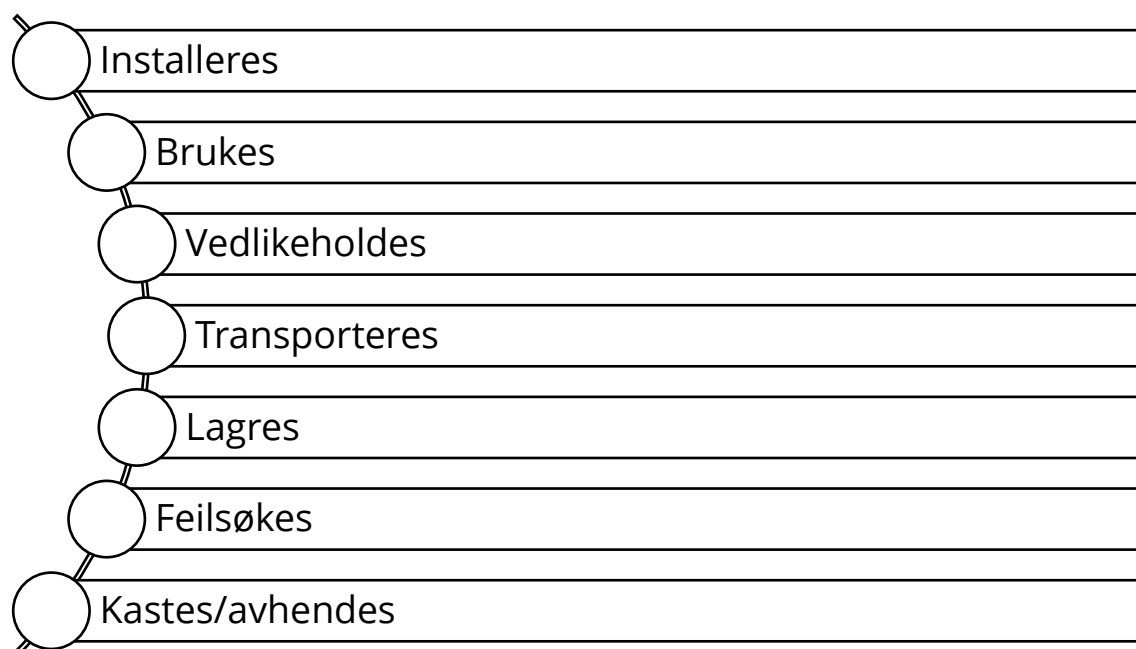 Installeres
Brukes
Vedlikeholdes
Transporteres
Lagres
Feilsøkes
Kastes/avhendes